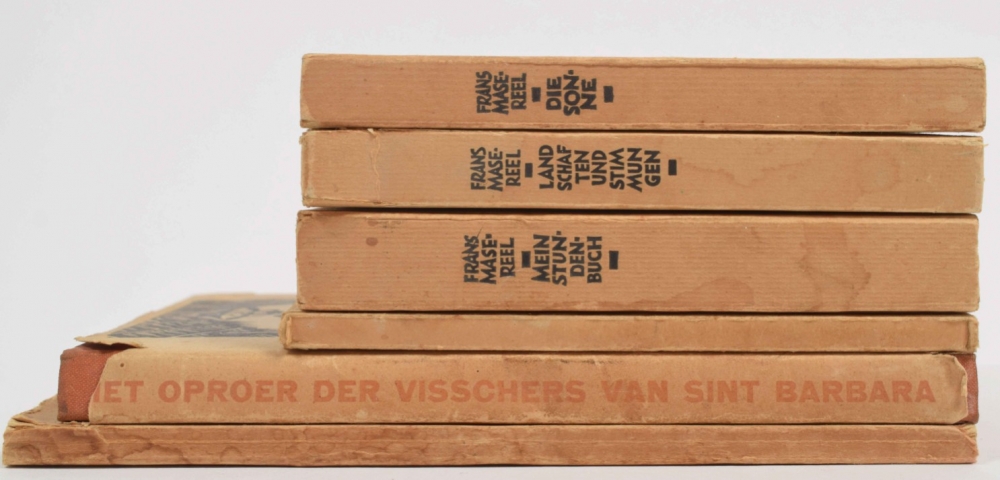 FRANS
MASE-
REEL
DIE
SON-
NE
FRANS
MASE-
REEL
LAND
SCHAF
TEN
UND
STIM
MUN
GEN
FRANS
MASE-
REEL
MEIN
STUN-
DEN-
BUCH
HET OPROER DER VISSCHERS VAN SINT BARBARA